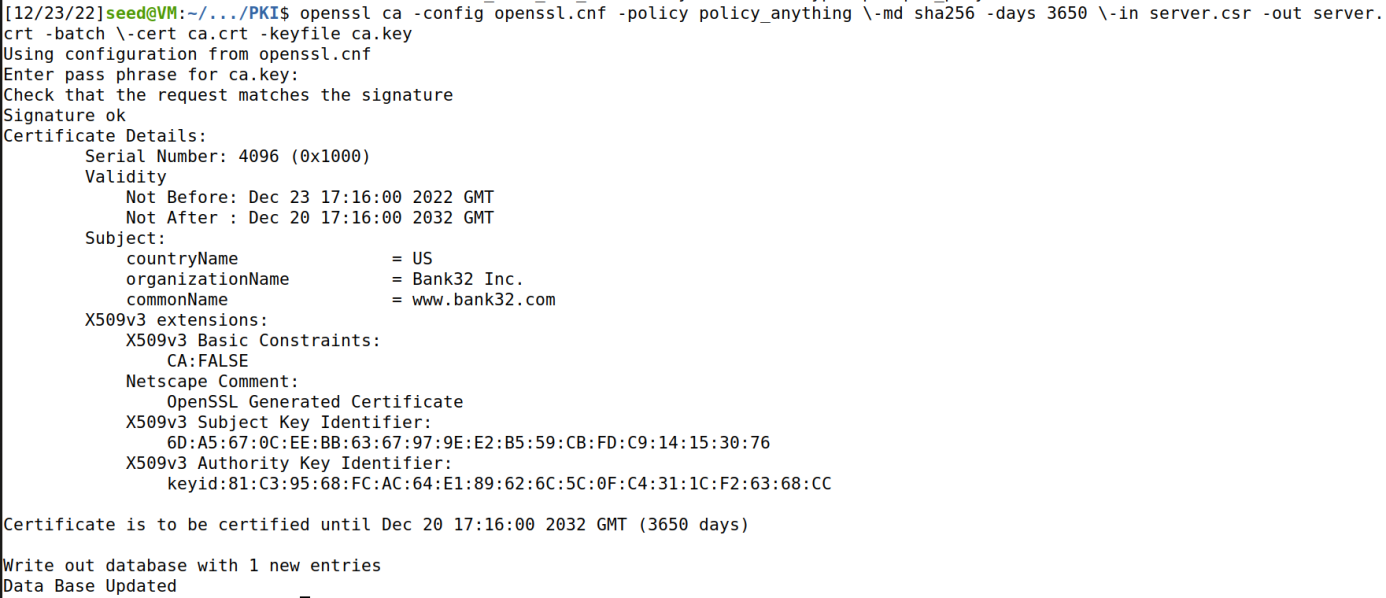 [12/23/22]seed@VM:~/.../PKI$ openssl ca -config openssl.cnf -policy policy_anything \-md sha256 -days 3650 \-in server.csr -out server.
crt -batch \-cert ca.crt -keyfile ca.key
Using configuration from openssl.cnf
Enter pass phrase for ca.key:
Check that the request matches the signature
Signature ok
Certificate Details:
        Serial Number: 4096 (0x1000)
        Validity
            Not Before: Dec 23 17:16:00 2022 GMT
            Not After : Dec 20 17:16:00 2032 GMT
        Subject:
            countryName               = US
            organizationName          = Bank32 Inc.
            commonName                = www.bank32.com
        X509v3 extensions:
            X509v3 Basic Constraints:
                CA:FALSE
            Netscape Comment:
                OpenSSL Generated Certificate
            X509v3 Subject Key Identifier:
                6D:A5:67:0C:EE:BB:63:67:97:9E:E2:B5:59:CB:FD:C9:14:15:30:76
            X509v3 Authority Key Identifier:
                keyid:81:C3:95:68:FC:AC:64:E1:89:62:6C:5C:0F:C4:31:1C:F2:63:68:CC

Certificate is to be certified until Dec 20 17:16:00 2032 GMT (3650 days)

Write out database with 1 new entries
Data Base Updated